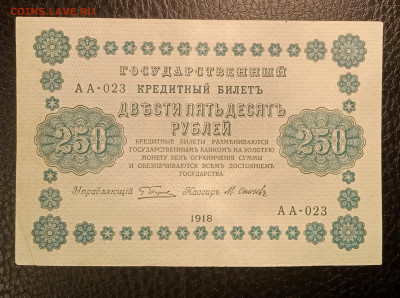 COINS.LAVE.RU
ГОСУДАРСТВЕННЫЙ
АА-023 КРЕДИТНЫЙ БИЛЕТЪ
ДВѢСТИ ПЯТЬДЕСЯТЪ
РУБЛЕЙ
250
250
КРЕДИТНЫЕ БИЛЕТЫ РАЗМѢНИВАЮТСЯ
ГОСУДАРСТВЕННЫМЪ БАНКОМЪ НА ЗОЛОТУЮ
МОНЕТУ БЕЗЪ ОГРАНИЧЕНІЯ СУММЫ
И ОБЕЗПЕЧИВАЮТСЯ ВСѢМЪ ДОСТОЯНІЕМЪ
ГОСУДАРСТВА
Управляющій
Кассиръ
АА-023
1918